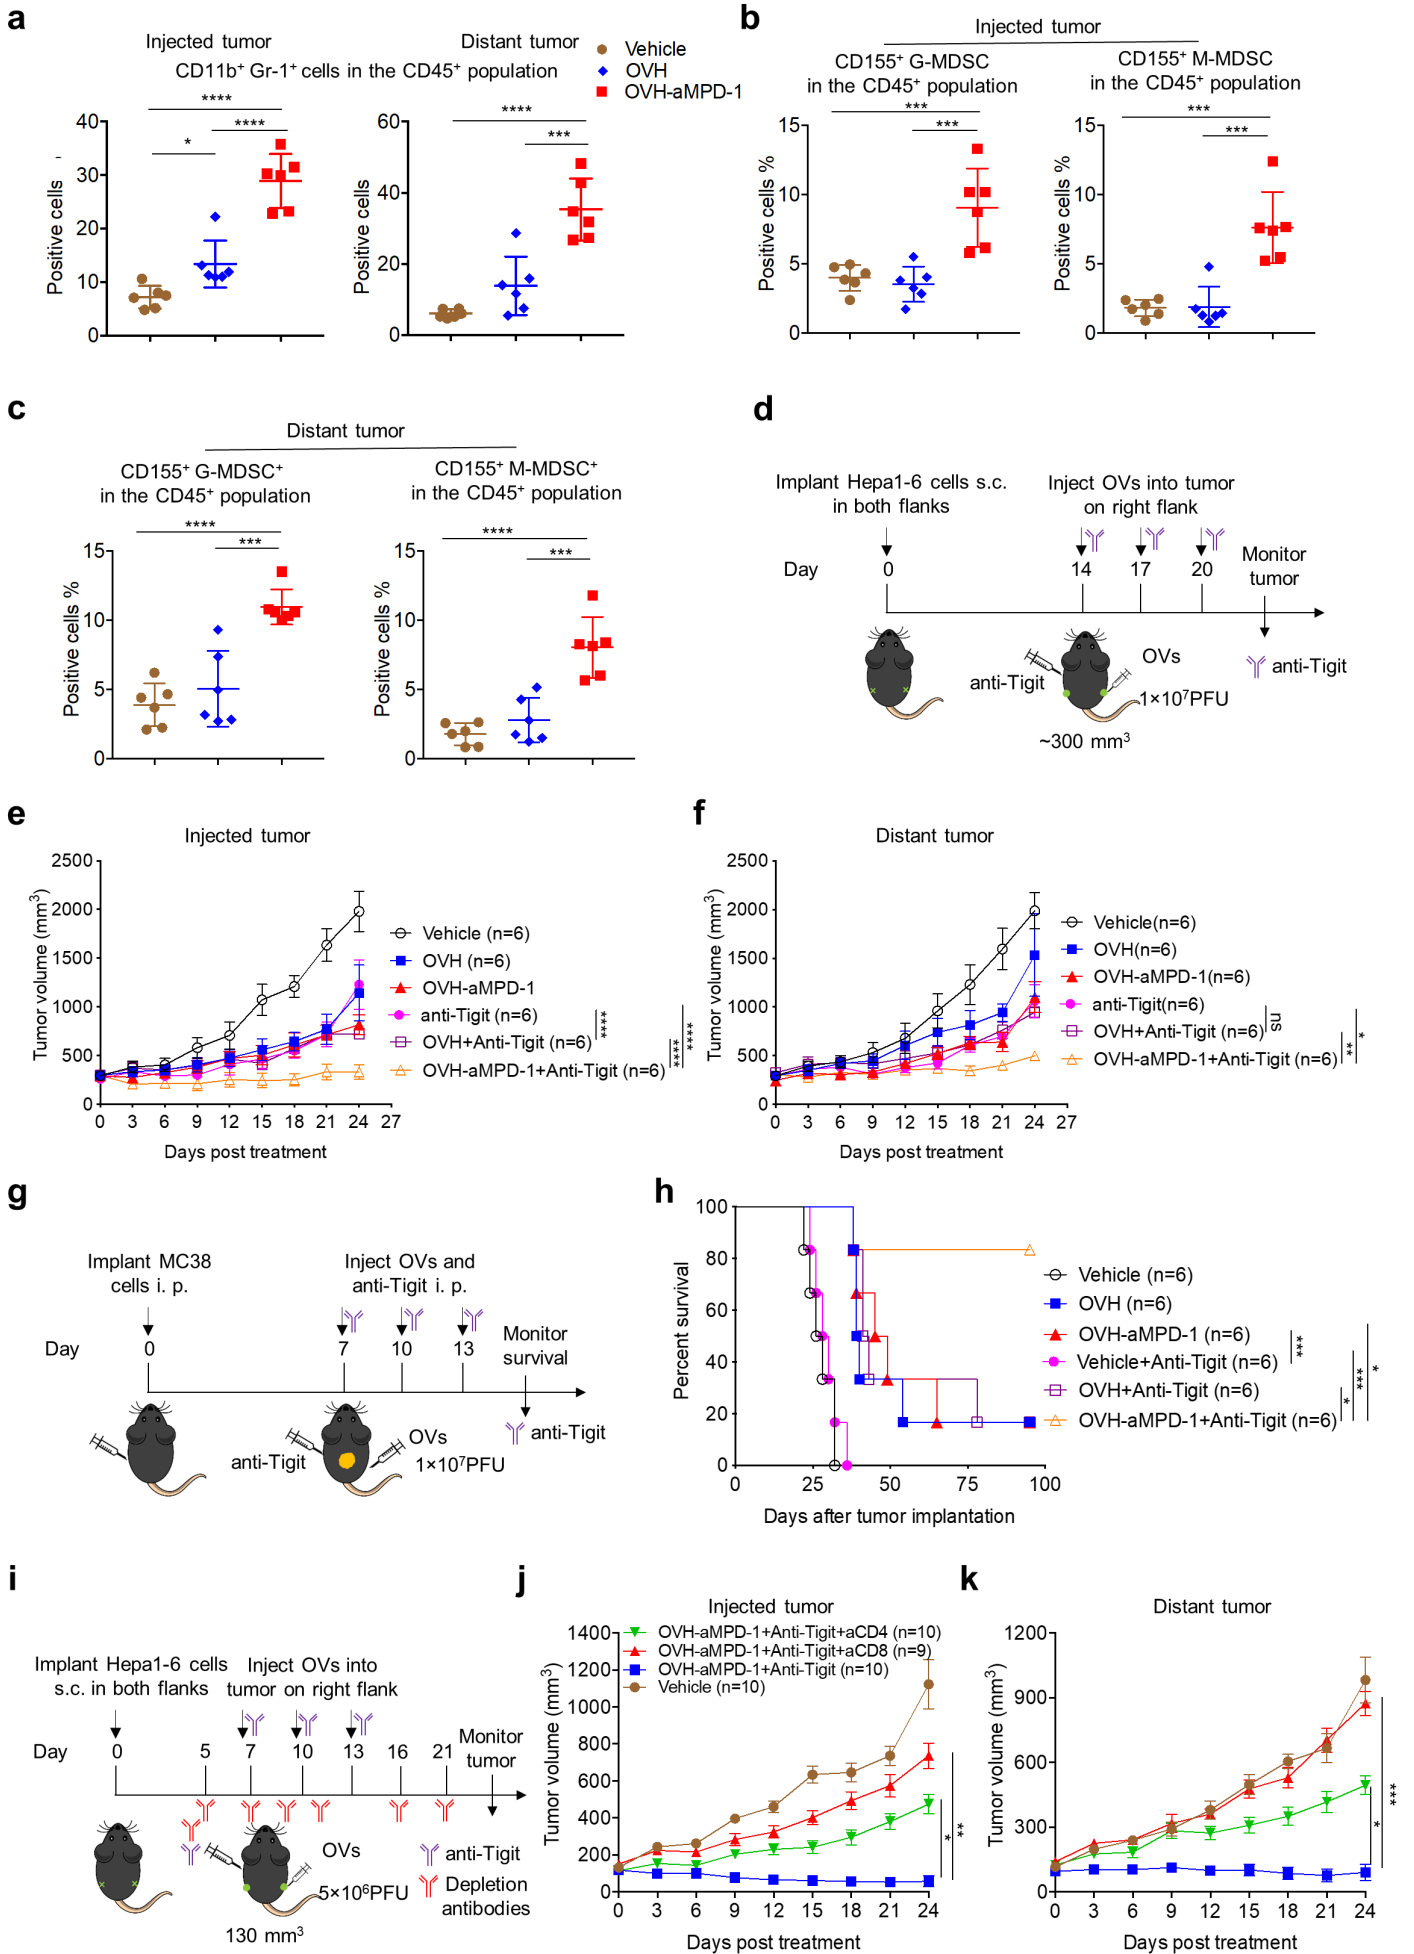 a
Injected tumor
Distant tumor
CD11b+ Gr-1+ cells in the CD45+ population
Vehicle
OVH
OVH-aMPD-1
****
****
*
40
30
20
10
0
Positive cells
****
***
60
40
20
0
Positive cells
b
Injected tumor
CD155+ G-MDSC
in the CD45+ population
CD155+ M-MDSC
in the CD45+ population
***
***
15
10
5
0
Positive cells %
***
***
15
10
5
0
Positive cells %
c
Distant tumor
CD155+ G-MDSC+
in the CD45+ population
CD155+ M-MDSC+
in the CD45+ population
****
***
15
10
5
0
Positive cells %
****
***
15
10
5
0
Positive cells %
d
Implant Hepa1-6 cells s.c.
in both flanks
Inject OVs into tumor
on right flank
Day
0
14
17
20
Monitor
tumor
anti-Tigit
OVs
1×10⁷PFU
anti-Tigit
~300 mm³
e
Injected tumor
2500
2000
1500
1000
500
0
Tumor volume (mm³)
0 3 6 9 12 15 18 21 24 27
Days post treatment
Vehicle (n=6)
OVH (n=6)
OVH-aMPD-1
anti-Tigit (n=6)
OVH+Anti-Tigit (n=6)
OVH-aMPD-1+Anti-Tigit (n=6)
****
****
****
f
Distant tumor
2500
2000
1500
1000
500
0
Tumor volume (mm³)
0 3 6 9 12 15 18 21 24 27
Days post treatment
Vehicle(n=6)
OVH(n=6)
OVH-aMPD-1(n=6)
anti-Tigit(n=6)
OVH+Anti-Tigit (n=6)
OVH-aMPD-1+Anti-Tigit (n=6)
ns
**
*
g
Implant MC38
cells i. p.
Inject OVs and
anti-Tigit i. p.
Day
0
7
10
13
Monitor
survival
anti-Tigit
OVs
1×10⁷PFU
anti-Tigit
h
100
80
60
40
20
0
Percent survival
0 25 50 75 100
Days after tumor implantation
Vehicle (n=6)
OVH (n=6)
OVH-aMPD-1 (n=6)
Vehicle+Anti-Tigit (n=6)
OVH+Anti-Tigit (n=6)
OVH-aMPD-1+Anti-Tigit (n=6)
***
*
***
*
i
Implant Hepa1-6 cells
s.c. in both flanks
Inject OVs into
tumor on right flank
Day
0
5
7
10
13
16
21
Monitor
tumor
OVs
5×10⁶PFU
130 mm³
anti-Tigit
Depletion
antibodies
j
Injected tumor
OVH-aMPD-1+Anti-Tigit+aCD4 (n=10)
OVH-aMPD-1+Anti-Tigit+aCD8 (n=9)
OVH-aMPD-1+Anti-Tigit (n=10)
Vehicle (n=10)
1400
1200
1000
800
600
400
200
0
Tumor volume (mm³)
0 3 6 9 12 15 18 21 24
Days post treatment
*
**
k
Distant tumor
1200
900
600
300
0
Tumor volume (mm³)
0 3 6 9 12 15 18 21 24
Days post treatment
*
***